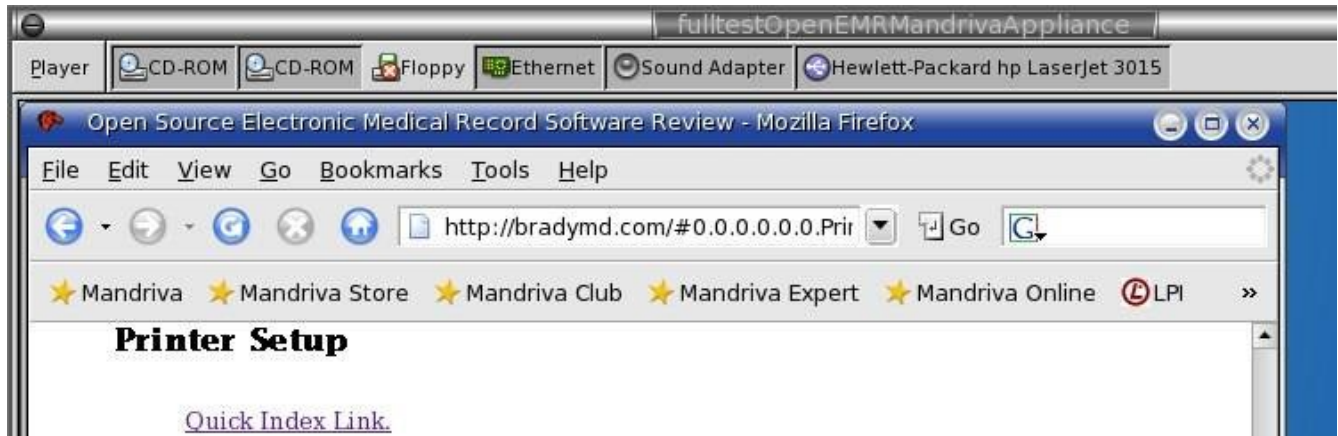 fulltestOpenEMRMandrivaAppliance
Player CD-ROM CD-ROM Floppy Ethernet Sound Adapter Hewlett-Packard hp LaserJet 3015
Open Source Electronic Medical Record Software Review - Mozilla Firefox
File Edit View Go Bookmarks Tools Help
http://bradymd.com/#0.0.0.0.0.0.Prin Go G
Mandriva Mandriva Store Mandriva Club Mandriva Expert Mandriva Online L LPI »
Printer Setup
Quick Index Link.